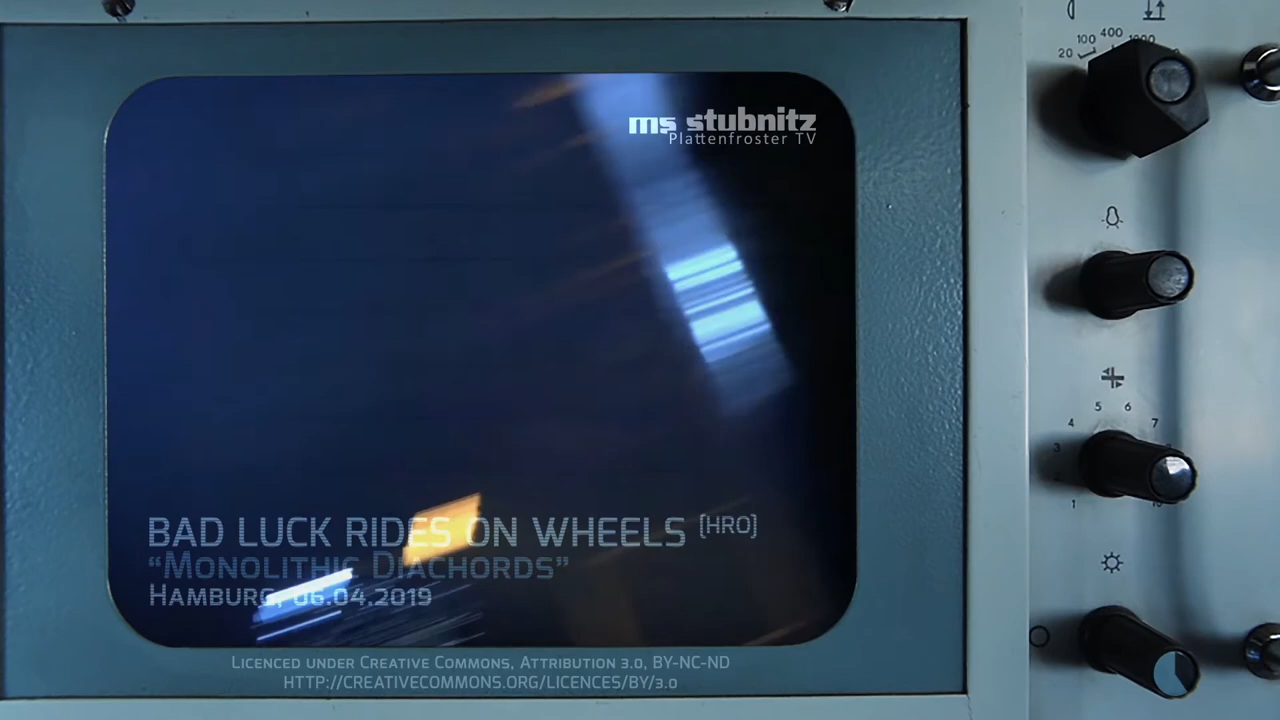 20 100 400 1000
ms stubnitz
Plattenfroster TV
5 6
4 7
3
1 10
BAD LUCK RIDES ON WHEELS [HRO]
“MONOLITHIC DIACHORDS”
HAMBURG, 06.04.2019
LICENCED UNDER CREATIVE COMMONS, ATTRIBUTION 3.0, BY-NC-ND
HTTP://CREATIVECOMMONS.ORG/LICENCES/BY/3.0